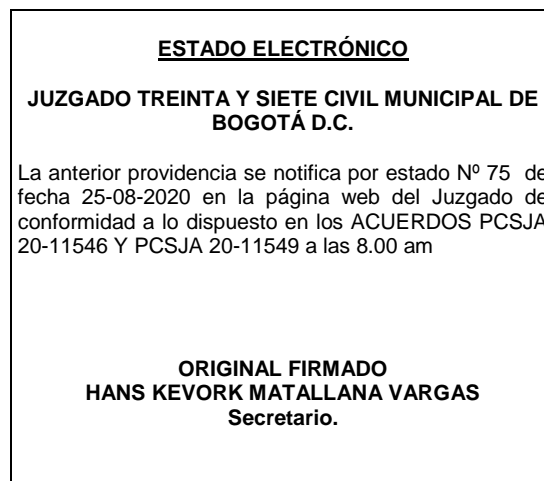 ESTADO ELECTRÓNICO
JUZGADO TREINTA Y SIETE CIVIL MUNICIPAL DE
BOGOTÁ D.C.
La anterior providencia se notifica por estado Nº 75 de
fecha 25-08-2020 en la página web del Juzgado de
conformidad a lo dispuesto en los ACUERDOS PCSJA
20-11546 Y PCSJA 20-11549 a las 8.00 am
ORIGINAL FIRMADO
HANS KEVORK MATALLANA VARGAS
Secretario.